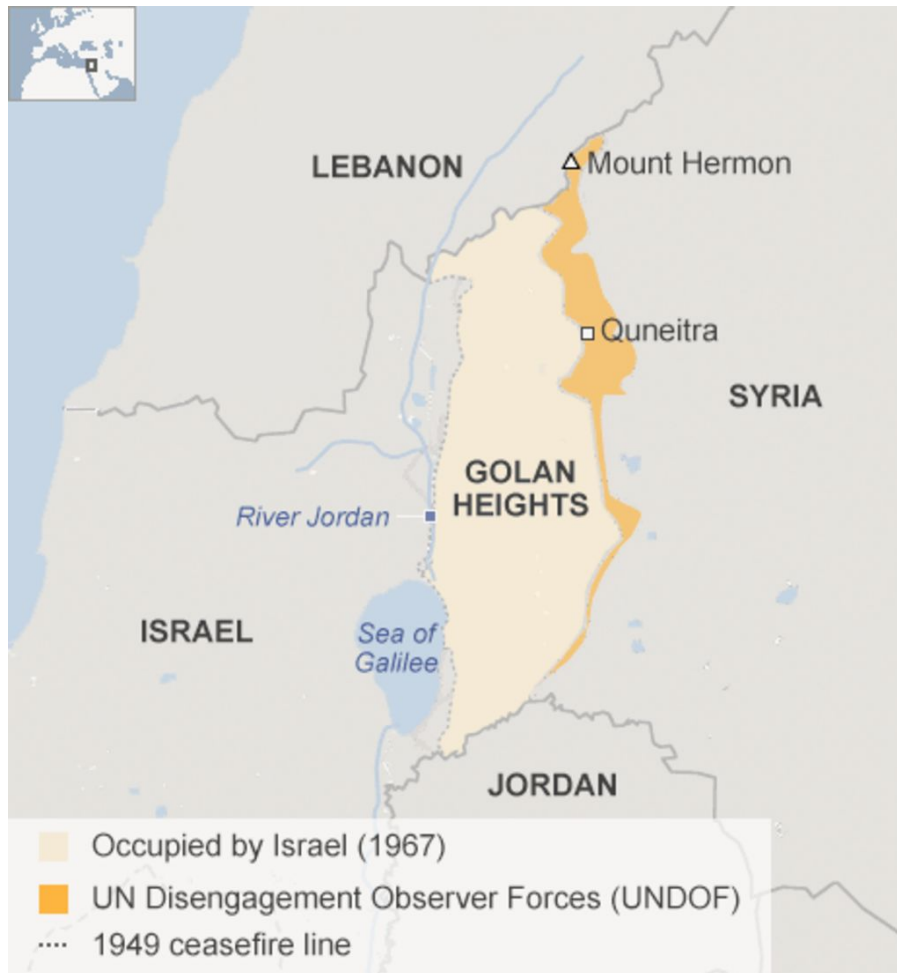 LEBANON
Mount Hermon
Quneitra
SYRIA
GOLAN
HEIGHTS
River Jordan
ISRAEL
Sea of
Galilee
JORDAN
Occupied by Israel (1967)
UN Disengagement Observer Forces (UNDOF)
1949 ceasefire line